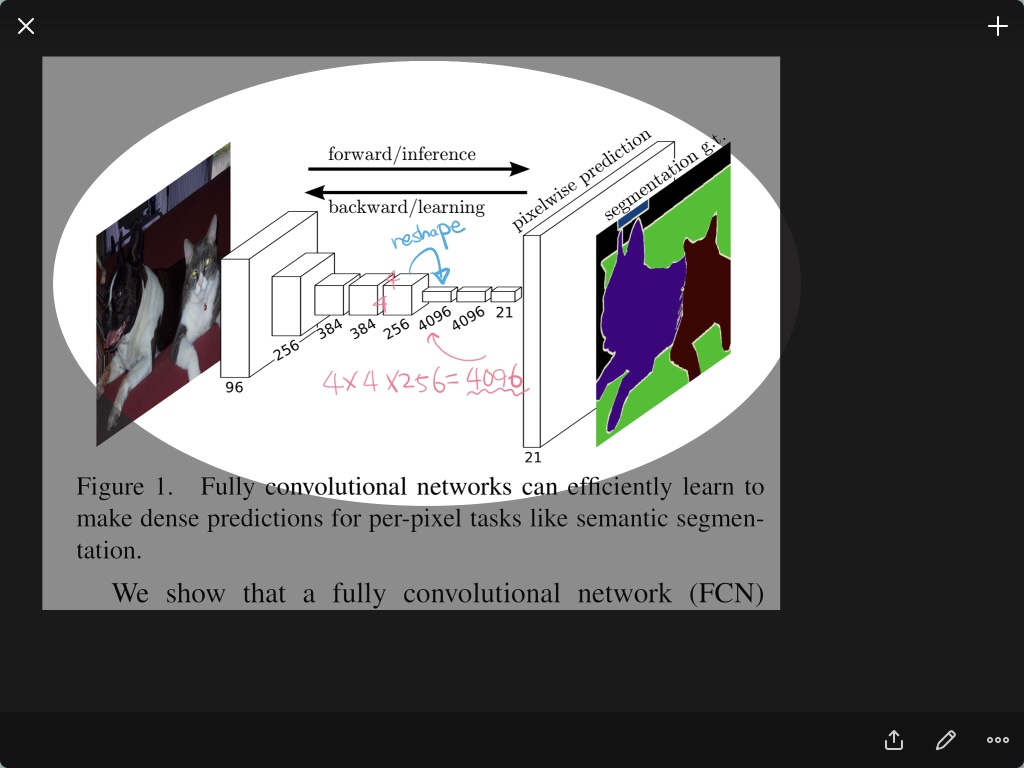 forward/inference
backward/learning
reshape
pixelwise prediction
segmentation g.t.
96
256
384
384
256
4096
4096
21
4
4
4×4×256=4096
21
Figure 1. Fully convolutional networks can efficiently learn to
make dense predictions for per-pixel tasks like semantic segmen-
tation.
We show that a fully convolutional network (FCN)